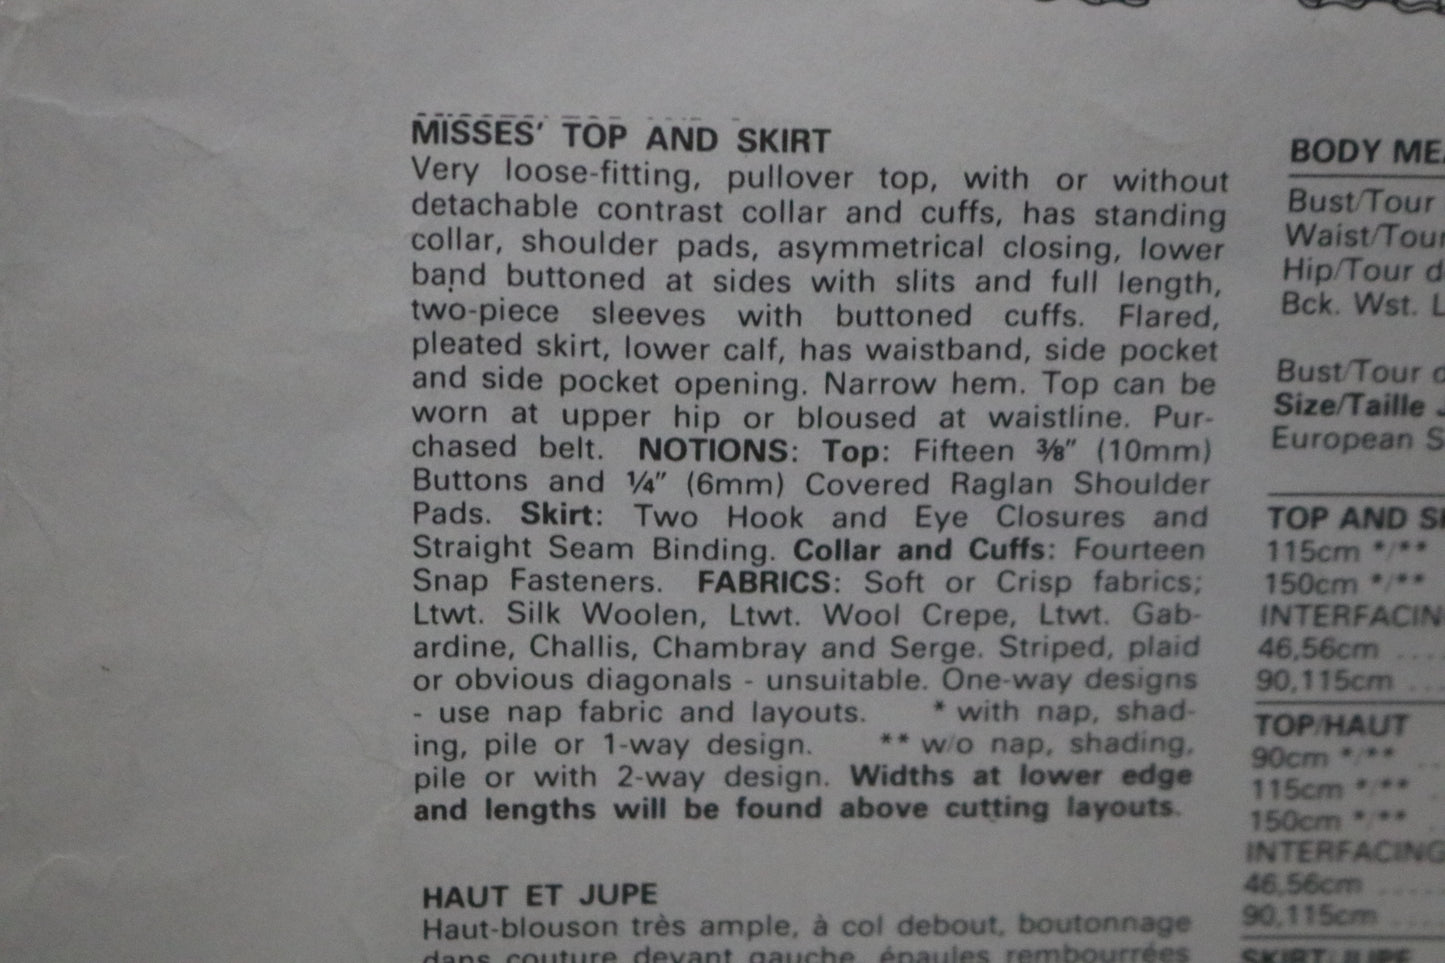 MISSES' TOP AND SKIRT
Very loose-fitting, pullover top, with or without
detachable contrast collar and cuffs, has standing
collar, shoulder pads, asymmetrical closing, lower
band buttoned at sides with slits and full length,
two-piece sleeves with buttoned cuffs. Flared,
pleated skirt, lower calf, has waistband, side pocket
and side pocket opening. Narrow hem. Top can be
worn at upper hip or bloused at waistline. Pur-
chased belt. NOTIONS: Top: Fifteen ⅜" (10mm)
Buttons and ¼" (6mm) Covered Raglan Shoulder
Pads. Skirt: Two Hook and Eye Closures and
Straight Seam Binding. Collar and Cuffs: Fourteen
Snap Fasteners. FABRICS: Soft or Crisp fabrics;
Ltwt. Silk Woolen, Ltwt. Wool Crepe, Ltwt. Gab-
ardine, Challis, Chambray and Serge. Striped, plaid
or obvious diagonals - unsuitable. One-way designs
- use nap fabric and layouts. * with nap, shad-
ing, pile or 1-way design. ** w/o nap, shading,
pile or with 2-way design. Widths at lower edge
and lengths will be found above cutting layouts.
HAUT ET JUPE
Haut-blouson très ample, à col debout, boutonnage
dans couture devant gauche, épaules rembourrées
BODY
Bust/Tour
Waist/Tour
Hip/Tour
Bck. Wst.
Bust/Tour
Size/Taille
European
TOP AND
115cm */**
150cm */**
INTERFACING
46,56cm ....
90,115cm ...
TOP/HAUT
90cm */** ...
115cm */** .
150cm */** .
INTERFACING
46,56cm .....
90,115cm ....
SKIRT/JUPE